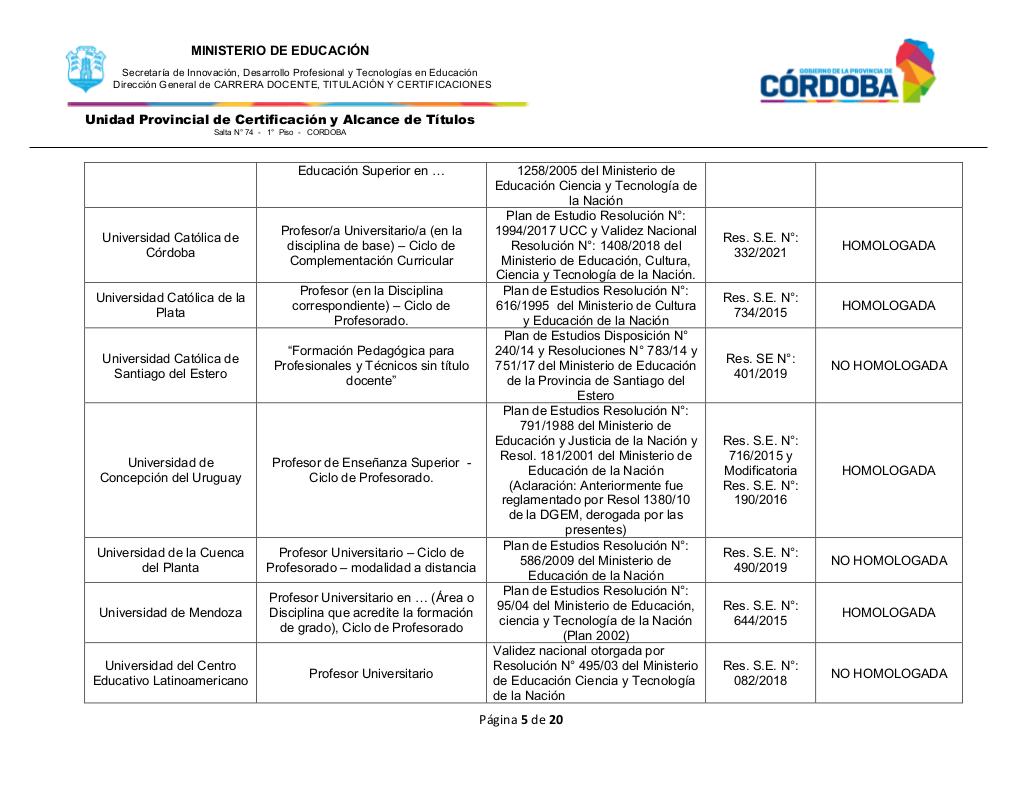 MINISTERIO DE EDUCACIÓN
Secretaría de Innovación, Desarrollo Profesional y Tecnologías en Educación
Dirección General de CARRERA DOCENTE, TITULACIÓN Y CERTIFICACIONES
GOBIERNO DE LA PROVINCIA DE
CÓRDOBA
Unidad Provincial de Certificación y Alcance de Títulos
Salta N° 74 - 1° Piso - CORDOBA
Educación Superior en …
1258/2005 del Ministerio de
Educación Ciencia y Tecnología de
la Nación
Universidad Católica de
Córdoba
Profesor/a Universitario/a (en la
disciplina de base) – Ciclo de
Complementación Curricular
Plan de Estudio Resolución N°:
1994/2017 UCC y Validez Nacional
Resolución N°: 1408/2018 del
Ministerio de Educación, Cultura,
Ciencia y Tecnología de la Nación.
Res. S.E. N°:
332/2021
HOMOLOGADA
Universidad Católica de la
Plata
Profesor (en la Disciplina
correspondiente) – Ciclo de
Profesorado.
Plan de Estudios Resolución N°:
616/1995 del Ministerio de Cultura
y Educación de la Nación
Res. S.E. N°:
734/2015
HOMOLOGADA
Universidad Católica de
Santiago del Estero
“Formación Pedagógica para
Profesionales y Técnicos sin título
docente”
Plan de Estudios Disposición N°
240/14 y Resoluciones N° 783/14 y
751/17 del Ministerio de Educación
de la Provincia de Santiago del
Estero
Res. SE N°:
401/2019
NO HOMOLOGADA
Universidad de
Concepción del Uruguay
Profesor de Enseñanza Superior -
Ciclo de Profesorado.
Plan de Estudios Resolución N°:
791/1988 del Ministerio de
Educación y Justicia de la Nación y
Resol. 181/2001 del Ministerio de
Educación de la Nación
(Aclaración: Anteriormente fue
reglamentado por Resol 1380/10
de la DGEM, derogada por las
presentes)
Res. S.E. N°:
716/2015 y
Modificatoria
Res. S.E. N°:
190/2016
HOMOLOGADA
Universidad de la Cuenca
del Planta
Profesor Universitario – Ciclo de
Profesorado – modalidad a distancia
Plan de Estudios Resolución N°:
586/2009 del Ministerio de
Educación de la Nación
Res. S.E. N°:
490/2019
NO HOMOLOGADA
Universidad de Mendoza
Profesor Universitario en … (Área o
Disciplina que acredite la formación
de grado), Ciclo de Profesorado
Plan de Estudios Resolución N°:
95/04 del Ministerio de Educación,
ciencia y Tecnología de la Nación
(Plan 2002)
Res. S.E. N°:
644/2015
HOMOLOGADA
Universidad del Centro
Educativo Latinoamericano
Profesor Universitario
Validez nacional otorgada por
Resolución N° 495/03 del Ministerio
de Educación Ciencia y Tecnología
de la Nación
Res. S.E. N°:
082/2018
NO HOMOLOGADA
Página 5 de 20